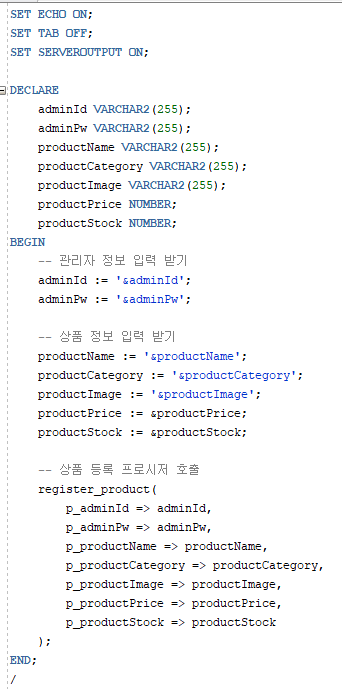 SET ECHO ON;
SET TAB OFF;
SET SERVEROUTPUT ON;

DECLARE
    adminId VARCHAR2(255);
    adminPw VARCHAR2(255);
    productName VARCHAR2(255);
    productCategory VARCHAR2(255);
    productImage VARCHAR2(255);
    productPrice NUMBER;
    productStock NUMBER;
BEGIN
    -- 관리자 정보 입력 받기
    adminId := '&adminId';
    adminPw := '&adminPw';

    -- 상품 정보 입력 받기
    productName := '&productName';
    productCategory := '&productCategory';
    productImage := '&productImage';
    productPrice := &productPrice;
    productStock := &productStock;

    -- 상품 등록 프로시저 호출
    register_product(
        p_adminId => adminId,
        p_adminPw => adminPw,
        p_productName => productName,
        p_productCategory => productCategory,
        p_productImage => productImage,
        p_productPrice => productPrice,
        p_productStock => productStock
    );
END;
/